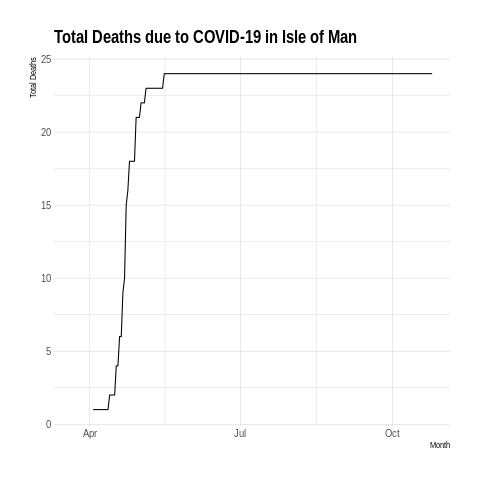 Total Deaths due to COVID-19 in Isle of Man
Total Deaths
25
20
15
10
5
0
Apr
Jul
Oct
Month